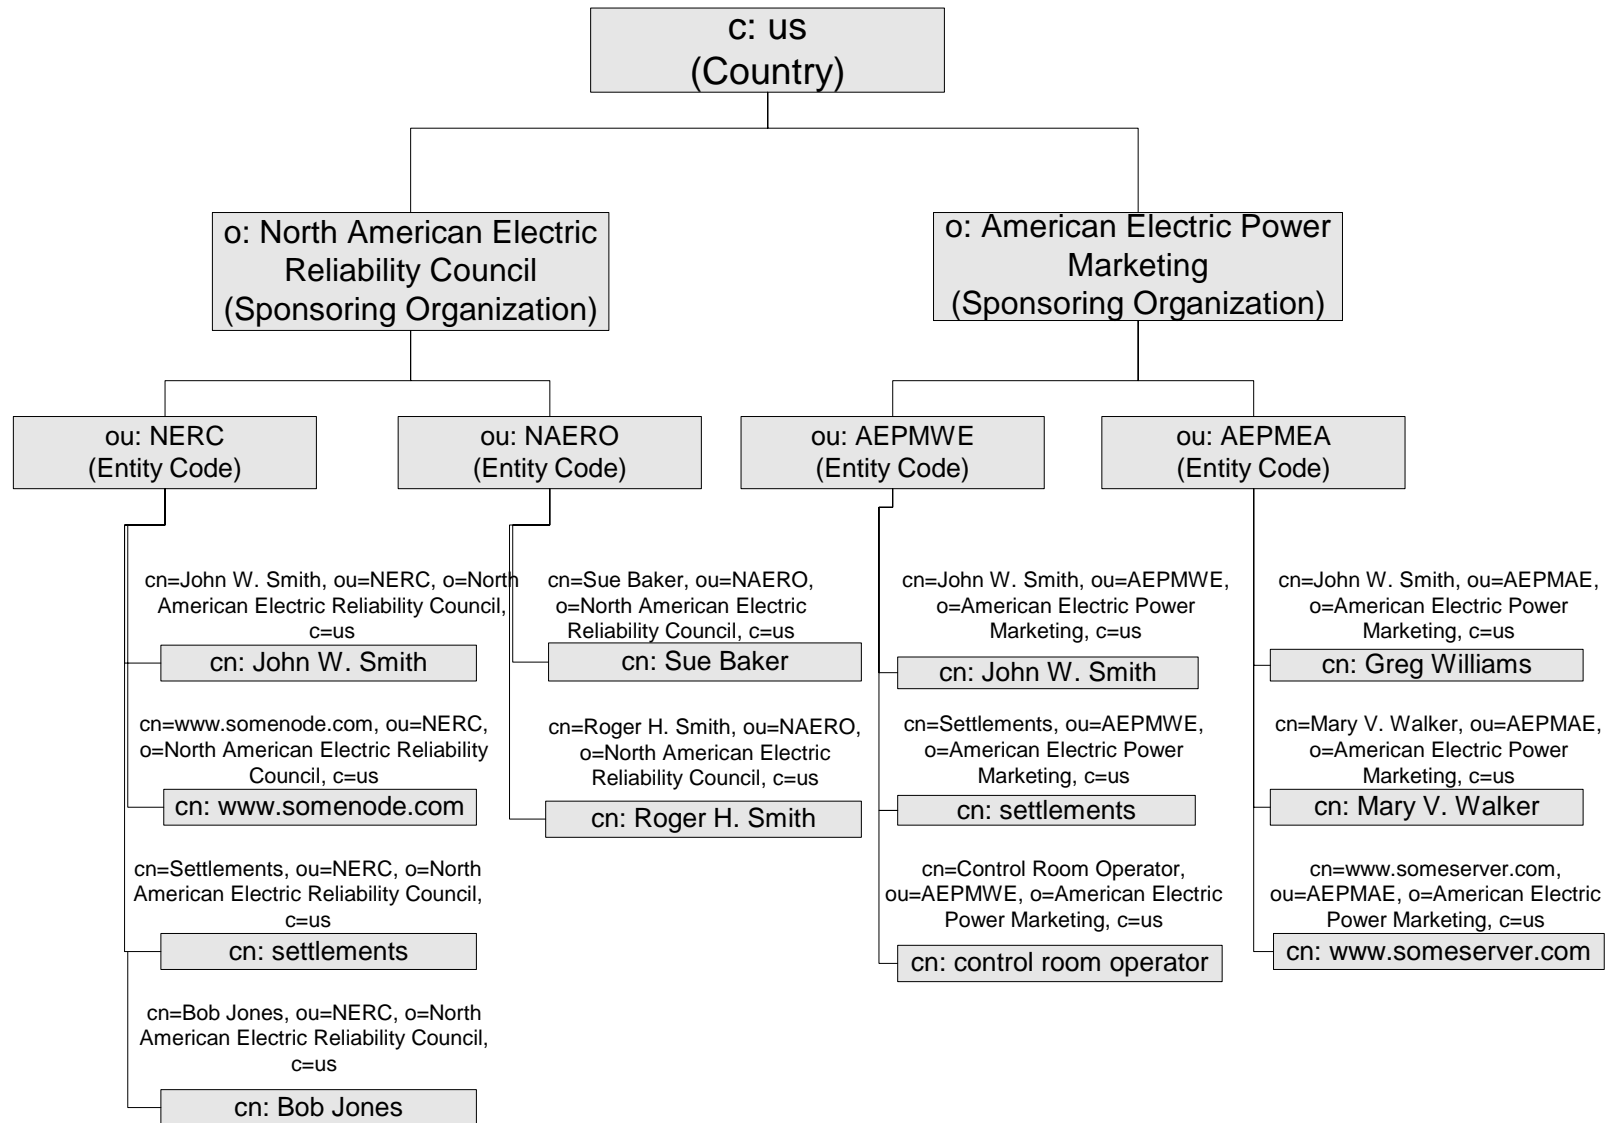 c: us
(Country)
o: North American Electric
Reliability Council
(Sponsoring Organization)
o: American Electric Power
Marketing
(Sponsoring Organization)
ou: NERC
(Entity Code)
ou: NAERO
(Entity Code)
ou: AEPMWE
(Entity Code)
ou: AEPMEA
(Entity Code)
cn=John W. Smith, ou=NERC, o=North
American Electric Reliability Council,
c=us
cn: John W. Smith
cn=www.somenode.com, ou=NERC,
o=North American Electric Reliability
Council, c=us
cn: www.somenode.com
cn=Settlements, ou=NERC, o=North
American Electric Reliability Council,
c=us
cn: settlements
cn=Bob Jones, ou=NERC, o=North
American Electric Reliability Council,
c=us
cn: Bob Jones
cn=Sue Baker, ou=NAERO,
o=North American Electric
Reliability Council, c=us
cn: Sue Baker
cn=Roger H. Smith, ou=NAERO,
o=North American Electric
Reliability Council, c=us
cn: Roger H. Smith
cn=John W. Smith, ou=AEPMWE,
o=American Electric Power
Marketing, c=us
cn: John W. Smith
cn=Settlements, ou=AEPMWE,
o=American Electric Power
Marketing, c=us
cn: settlements
cn=Control Room Operator,
ou=AEPMWE, o=American Electric
Power Marketing, c=us
cn: control room operator
cn=John W. Smith, ou=AEPMAE,
o=American Electric Power
Marketing, c=us
cn: Greg Williams
cn=Mary V. Walker, ou=AEPMAE,
o=American Electric Power
Marketing, c=us
cn: Mary V. Walker
cn=www.someserver.com,
ou=AEPMAE, o=American Electric
Power Marketing, c=us
cn: www.someserver.com